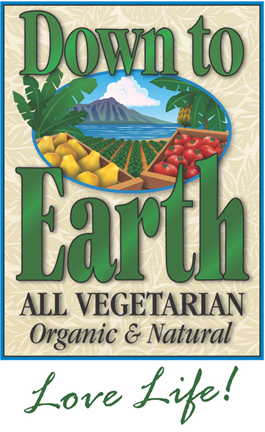 Down to
Earth
ALL VEGETARIAN
Organic & Natural
Love Life!